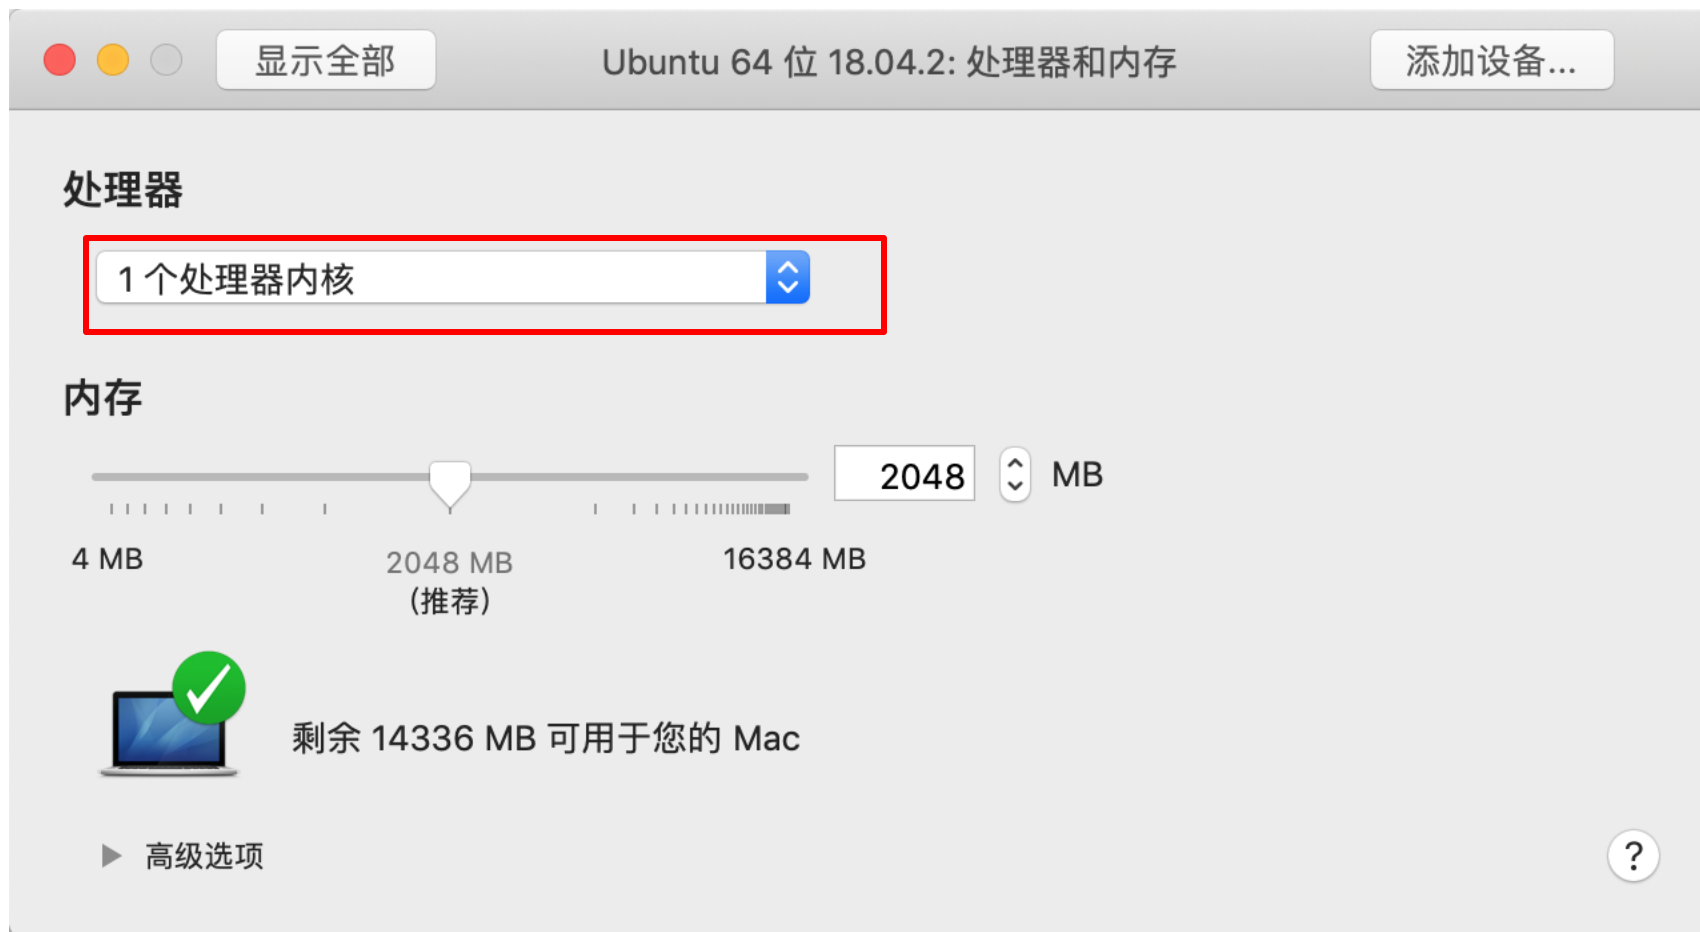 显示全部
Ubuntu 64 位 18.04.2: 处理器和内存
添加设备...
处理器
1 个处理器内核
内存
2048 MB
4 MB
2048 MB
(推荐)
16384 MB
剩余 14336 MB 可用于您的 Mac
高级选项
?